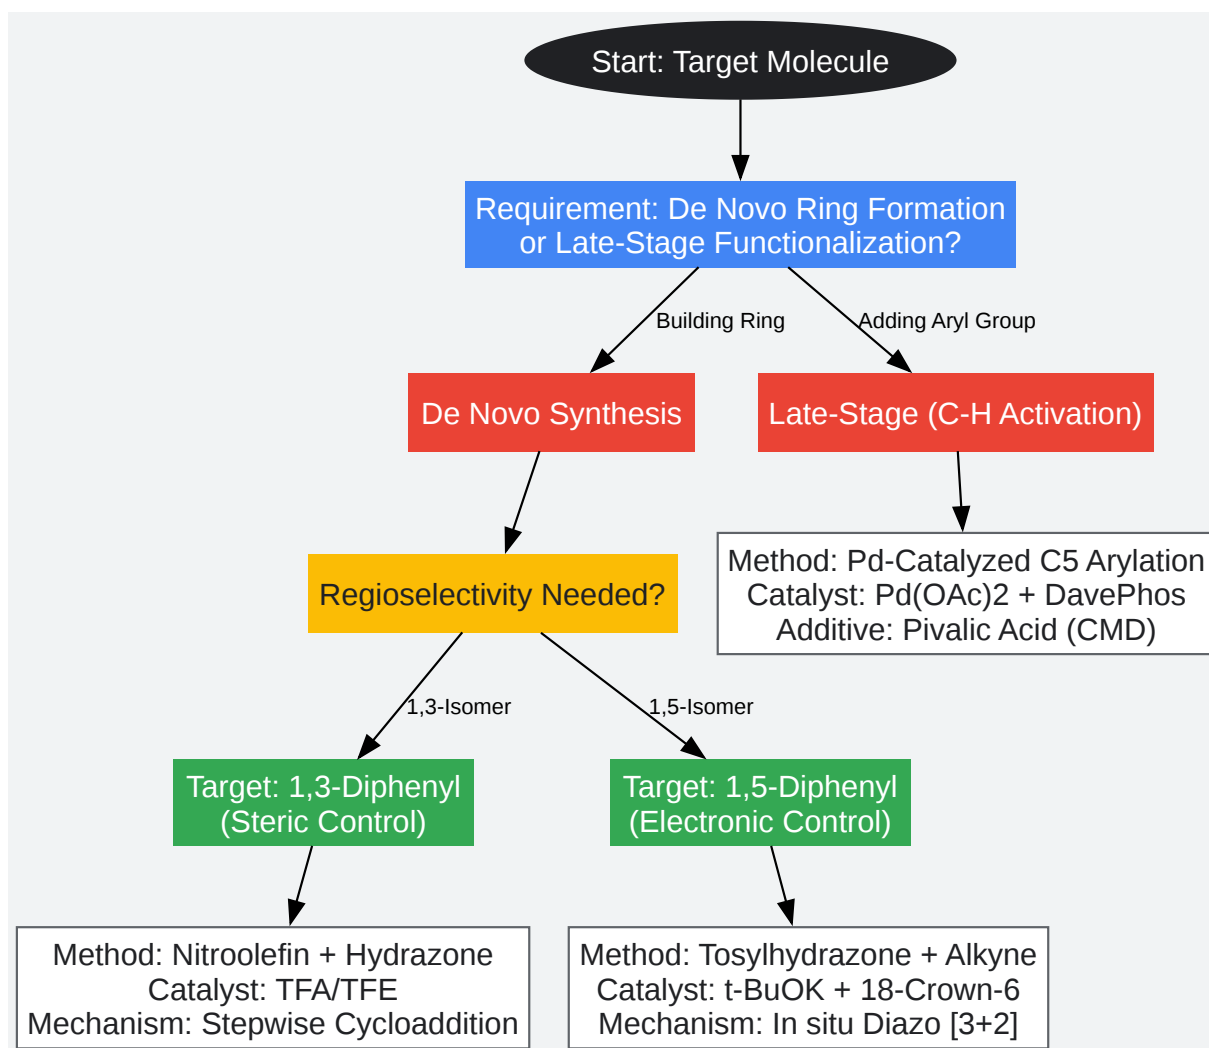 Start: Target Molecule
Requirement: De Novo Ring Formation
or Late-Stage Functionalization?
Building Ring
Adding Aryl Group
De Novo Synthesis
Late-Stage (C-H Activation)
Method: Pd-Catalyzed C5 Arylation
Catalyst: Pd(OAc)2 + DavePhos
Additive: Pivalic Acid (CMD)
Regioselectivity Needed?
1,3-Isomer
1,5-Isomer
Target: 1,3-Diphenyl
(Steric Control)
Target: 1,5-Diphenyl
(Electronic Control)
Method: Nitroolefin + Hydrazone
Catalyst: TFA/TFE
Mechanism: Stepwise Cycloaddition
Method: Tosylhydrazone + Alkyne
Catalyst: t-BuOK + 18-Crown-6
Mechanism: In situ Diazo [3+2]